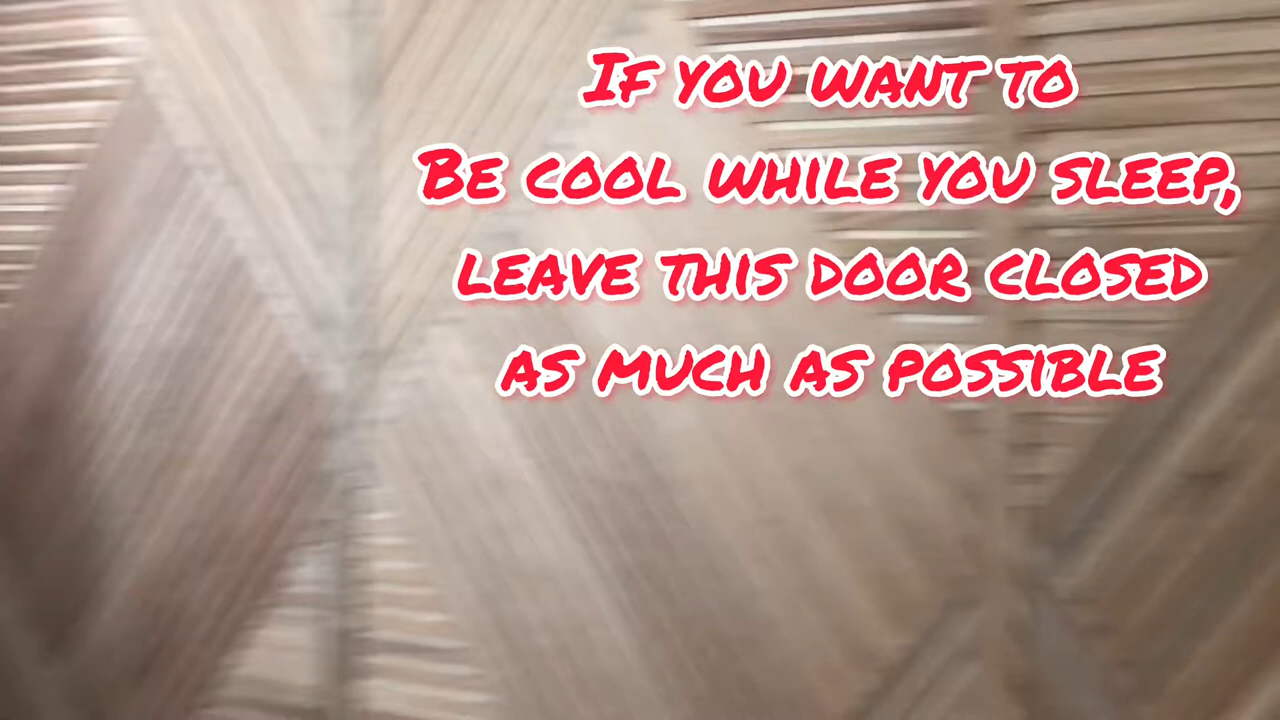 If you want to
Be cool while you sleep,
leave this door closed
as much as possible